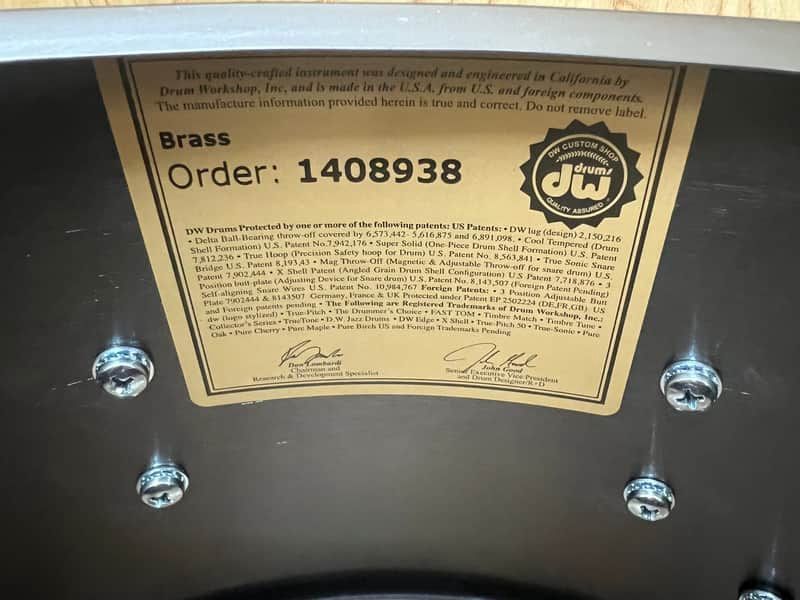 This quality-crafted instrument was designed and engineered in California by
Drum Workshop, Inc, and is made in the U.S.A. from U.S. and foreign components.
The manufacture information provided herein is true and correct. Do not remove label.
Brass
Order: 1408938
DW CUSTOM SHOP
drums
dw
QUALITY ASSURED
DW Drums Protected by one or more of the following patents; US Patents: • DW lug (design) 2,150,216
• Delta Ball-Bearing throw-off covered by 6,573,442- 5,616,875 and 6,891,098. • Cool Tempered (Drum
Shell Formation) U.S. Patent No.7,942,176 • Super Solid (One-Piece Drum Shell Formation) U.S. Patent
7,812,236 • True Hoop (Precision Safety hoop for Drum) U.S. Patent No. 8,563,841 • True Sonic Snare
Bridge U.S. Patent 8,193,43 • Mag Throw-Off (Magnetic & Adjustable Throw-off for snare drum) U.S.
Patent 7,902,444 • X Shell Patent (Angled Grain Drum Shell Configuration) U.S Patent 7,718,876 • 3
Position butt-plate (Adjusting Device for Snare drum) U.S. Patent No. 8,143,507 (Foreign Patent Pending)
Self-aligning Snare Wires U.S. Patent No. 10,984,767 Foreign Patents: • 3 Position Adjustable Butt
Plate 7902444 & 8143507 Germany, France & UK Protected under Patent EP 2502224 (DE,FR,GB). US
and Foreign patents pending • The Following are Registered Trademarks of Drum Workshop, Inc.:
dw (logo stylized) • True-Pitch • The Drummer's Choice • FAST TOM • Timbre Match • Timbre Tune •
Collector's Series • TrueTone • D.W. Jazz Drums • DW Edge • X Shell • True-Pitch 50 • True-Sonic • Pure
Oak • Pure Cherry • Pure Maple • Pure Birch US and Foreign Trademarks Pending
Don Lombardi
Chairman and
Research & Development Specialist
John Good
Senior Executive Vice President
and Drum Designer/R+D